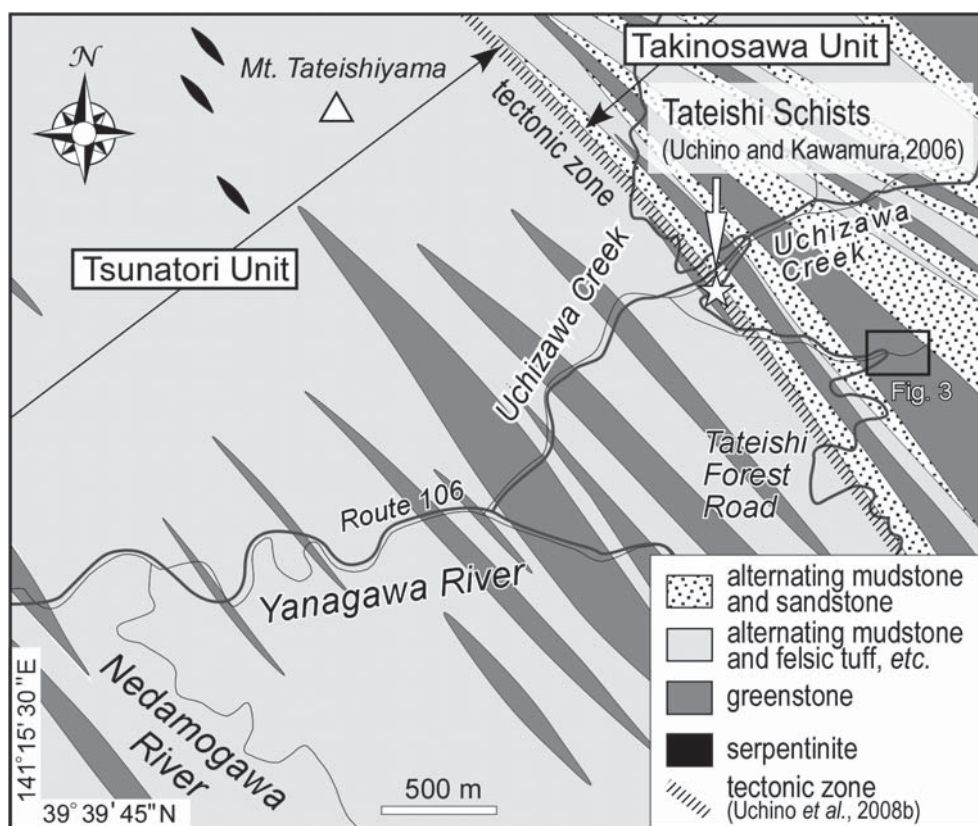 N
Mt. Tateishiyama
Takinosawa Unit
tectonic zone
Tateishi Schists
(Uchino and Kawamura,2006)
Uchizawa
Creek
Tsunatori Unit
Uchizawa Creek
Fig. 3
Tateishi
Forest
Road
Route 106
Yanagawa River
Nedamogawa
River
141°15'30"E
39°39'45"N
500 m
alternating mudstone
and sandstone
alternating mudstone
and felsic tuff, etc.
greenstone
serpentinite
tectonic zone
(Uchino et al., 2008b)